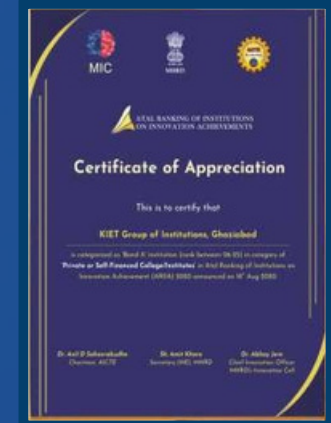 MIC
MHRD
ATAL RANKING OF INSTITUTIONS
ON INNOVATION ACHIEVEMENTS
Certificate of Appreciation
This is to certify that
KIET Group of Institutions, Ghaziabad
is categorised as 'Band A' institution (rank between 06-25) in category of
'Private or Self-Financed College/Institutes' in Atal Ranking of Institutions on
Innovation Achievement (ARIIA) 2020 announced on 18th Aug 2020
Dr. Anil D Sahasrabudhe
Chairman, AICTE
Sh. Amit Khare
Secretary (HE), MHRD
Dr. Abhay Jere
Chief Innovation Officer
MHRD's Innovation Cell